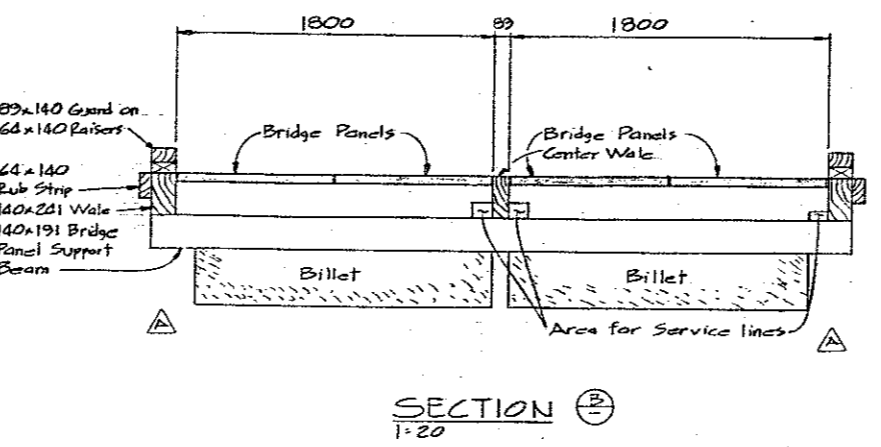 1800
89
1800
89x140 Guard on
64x140 Raisers
64x140
Rub Strip
140x241 Wale
140x191 Bridge
Panel Support
Beam
Bridge Panels
Bridge Panels
Center Wale
Billet
Billet
Area for Service lines
A
A
SECTION B
1:20